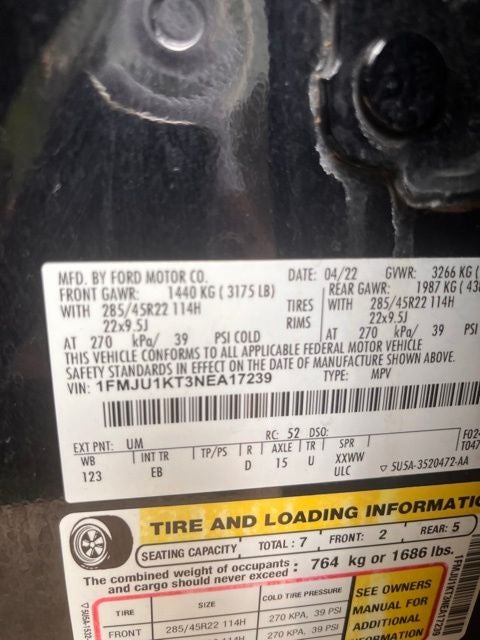 MFD. BY FORD MOTOR CO. DATE: 04/22 GVWR: 3266 KG (
FRONT GAWR: 1440 KG ( 3175 LB) REAR GAWR: 1987 KG ( 438
WITH 285/45R22 114H TIRES WITH 285/45R22 114H
22x9.5J RIMS 22x9.5J
AT 270 kPa/ 39 PSI COLD AT 270 kPa/ 39 PSI
THIS VEHICLE CONFORMS TO ALL APPLICABLE FEDERAL MOTOR VEHICLE
SAFETY STANDARDS IN EFFECT ON THE DATE OF MANUFACTURE SHOWN ABOVE.
VIN: 1FMJU1KT3NEA17239 TYPE: MPV
EXT PNT: UM RC: 52 DSO: F024
WB INT TR TP/PS R AXLE TR SPR T047
123 EB D 15 U XXWW
ULC ▽ SU5A-3520472-AA
TIRE AND LOADING INFORMATIO
SEATING CAPACITY TOTAL : 7 FRONT: 2 REAR: 5
The combined weight of occupants and cargo should never exceed : 764 kg or 1686 lbs.
TIRE SIZE COLD TIRE PRESSURE SEE OWNERS
FRONT 285/45R22 114H 270 KPA, 39 PSI MANUAL FOR
270 KPA, 39 PSI ADDITIONAL
INFORMATION
1FMJU1KT3NEA17239